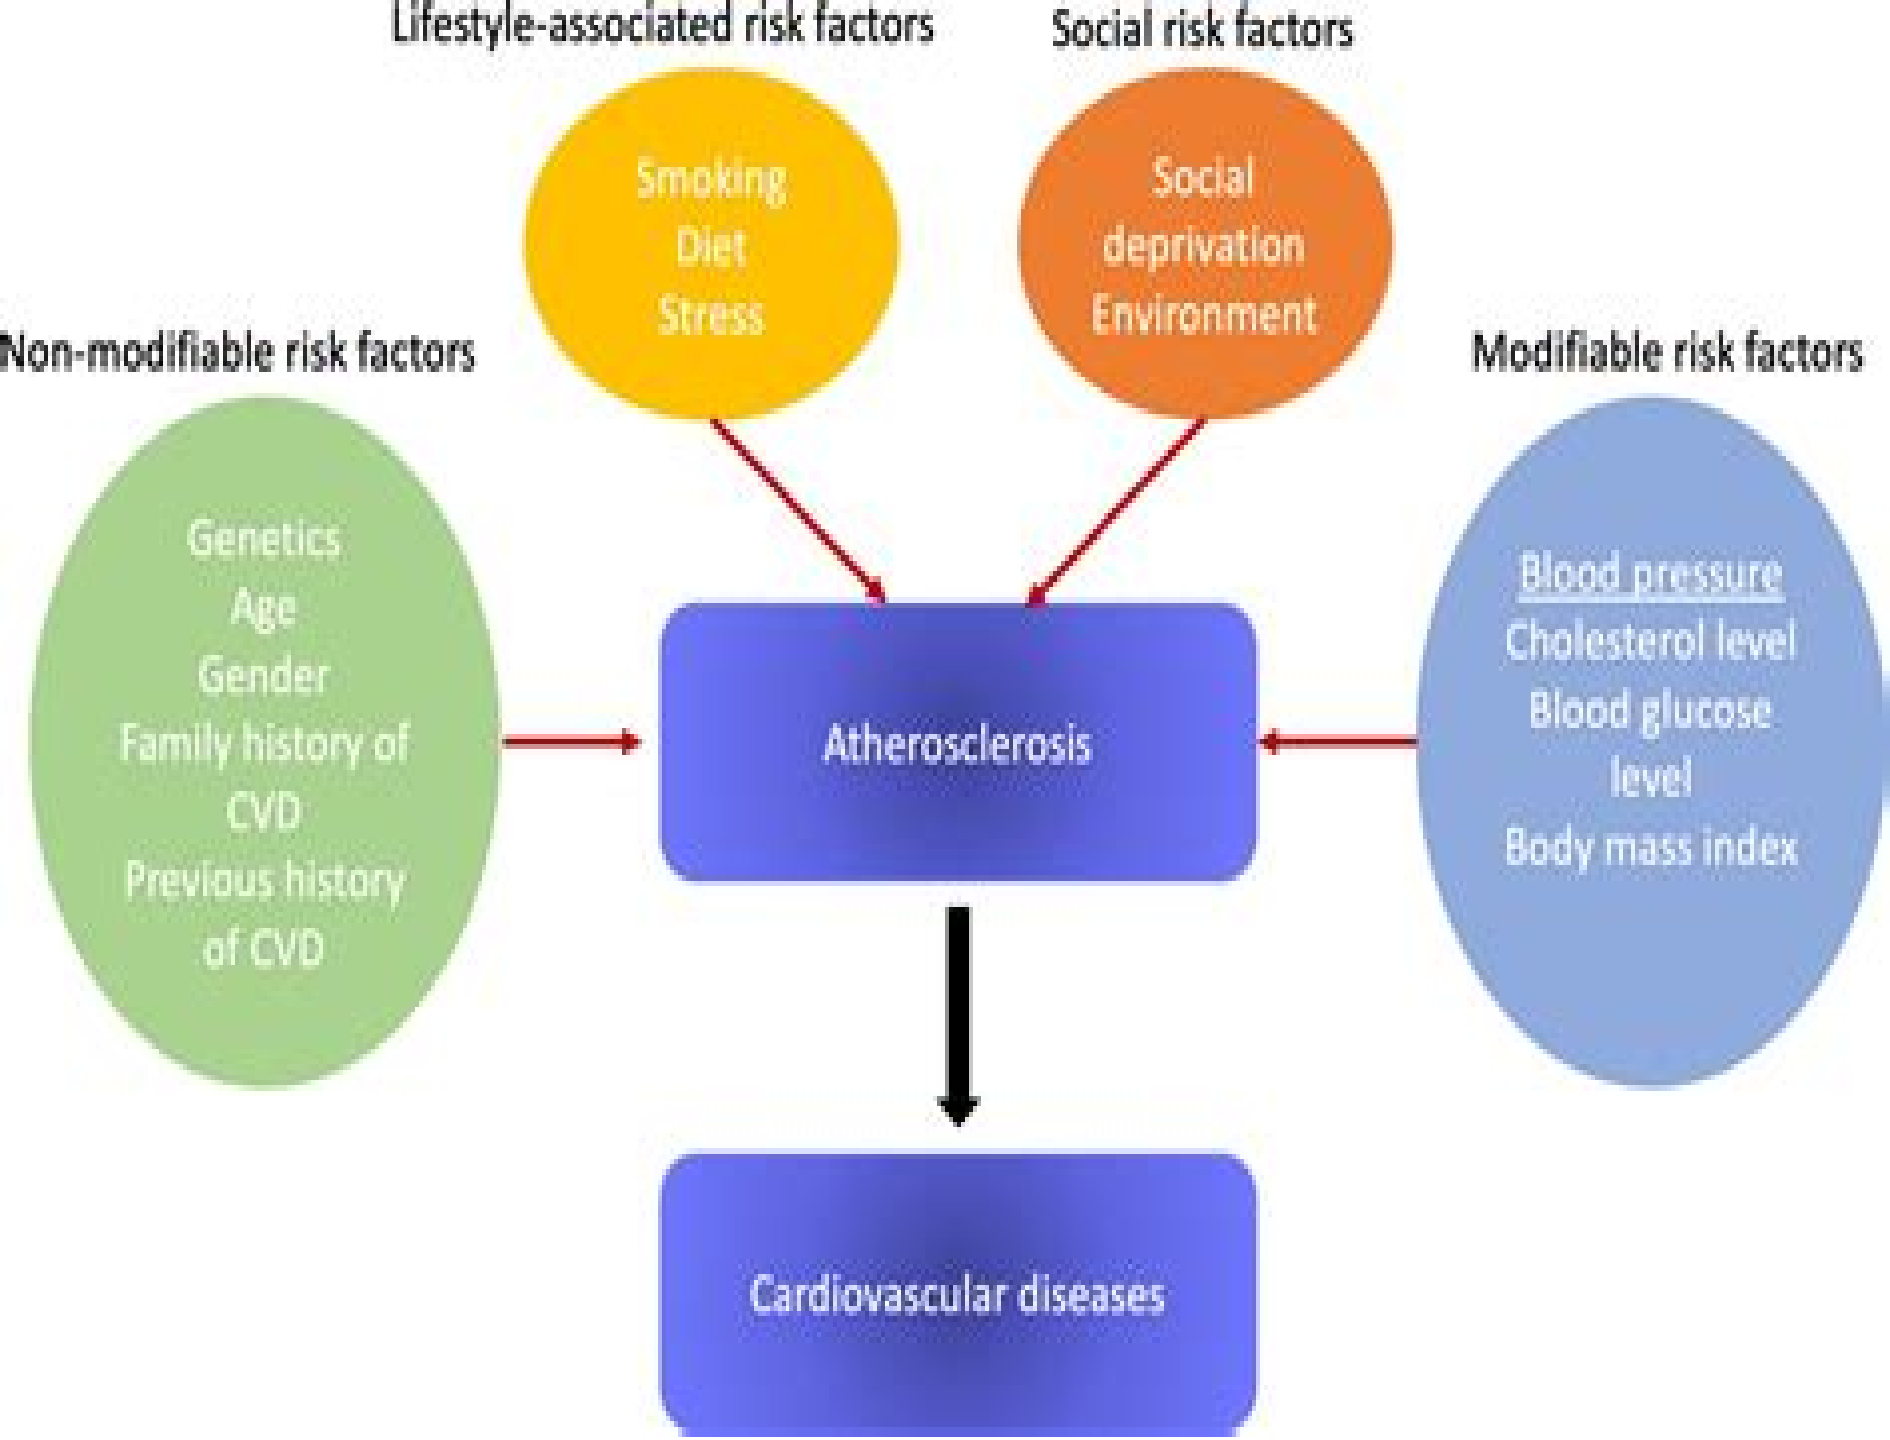 Lifestyle-associated risk factors
Social risk factors
Smoking
Diet
Stress
Social
deprivation
Environment
Non-modifiable risk factors
Modifiable risk factors
Genetics
Age
Gender
Family history of
CVD
Previous history
of CVD
Blood pressure
Cholesterol level
Blood glucose
level
Body mass index
Atherosclerosis
Cardiovascular diseases